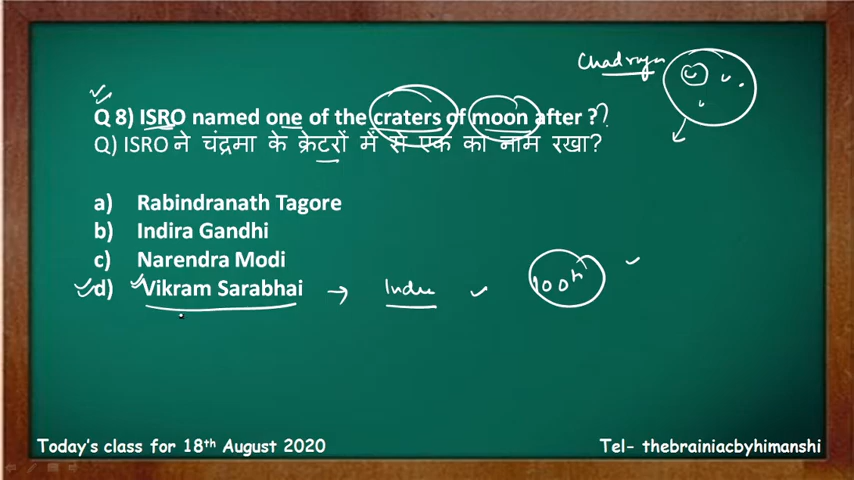 Chadrayan
Q 8) ISRO named one of the craters of moon after ??
Q) ISRO ने चंद्रमा के क्रेटरों में से एक का नाम रखा?
a) Rabindranath Tagore
b) Indira Gandhi
c) Narendra Modi
d) Vikram Sarabhai → India 100th
Today's class for 18th August 2020
Tel- thebrainiacbyhimanshi